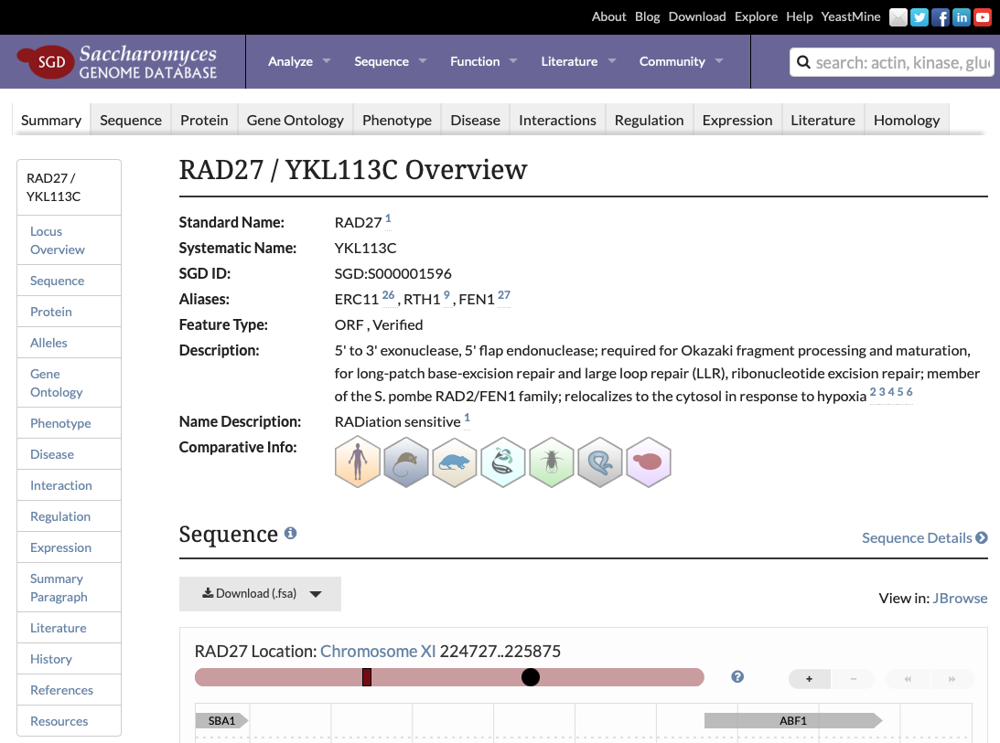 About Blog Download Explore Help YeastMine
SGD Saccharomyces
GENOME DATABASE
Analyze Sequence Function Literature Community
search: actin, kinase, glu
Summary Sequence Protein Gene Ontology Phenotype Disease Interactions Regulation Expression Literature Homology
RAD27 /
YKL113C
Locus
Overview
Sequence
Protein
Alleles
Gene
Ontology
Phenotype
Disease
Interaction
Regulation
Expression
Summary
Paragraph
Literature
History
References
Resources
RAD27 / YKL113C Overview
Standard Name: RAD27 1
Systematic Name: YKL113C
SGD ID: SGD:S000001596
Aliases: ERC11 26 , RTH1 9 , FEN1 27
Feature Type: ORF , Verified
Description: 5' to 3' exonuclease, 5' flap endonuclease; required for Okazaki fragment processing and maturation,
for long-patch base-excision repair and large loop repair (LLR), ribonucleotide excision repair; member
of the S. pombe RAD2/FEN1 family; relocalizes to the cytosol in response to hypoxia 2 3 4 5 6
Name Description: RADiation sensitive 1
Comparative Info:
Sequence
Sequence Details
Download (.fsa)
View in: JBrowse
RAD27 Location: Chromosome XI 224727..225875
SBA1 ABF1